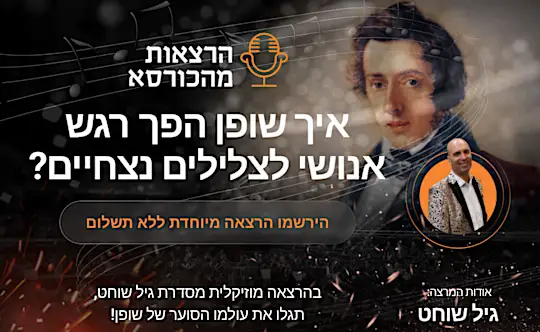 הרצאות
מהכורסא
איך שופן הפך רגש
אנושי לצלילים נצחיים?
הירשמו הרצאה מיוחדת ללא תשלום
בהרצאה מוזיקלית מסדרת גיל שוחט,
תגלו את עולמו הסוער של שופן!
אודות המרצה:
גיל שוחט